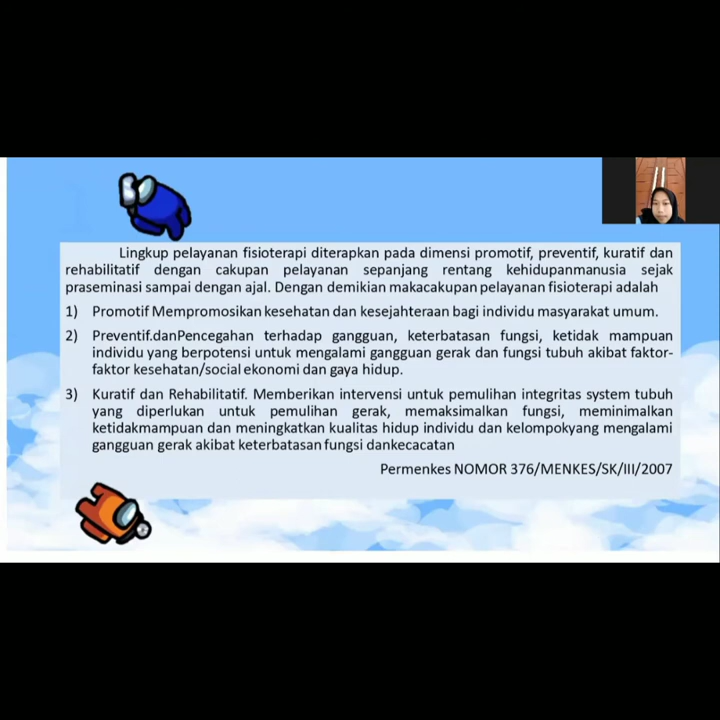 Lingkup pelayanan fisioterapi diterapkan pada dimensi promotif, preventif, kuratif dan
rehabilitatif dengan cakupan pelayanan sepanjang rentang kehidupanmanusia sejak
praseminasi sampai dengan ajal. Dengan demikian makacakupan pelayanan fisioterapi adalah
1) Promotif Mempromosikan kesehatan dan kesejahteraan bagi individu masyarakat umum.
2) Preventif.danPencegahan terhadap gangguan, keterbatasan fungsi, ketidak mampuan
individu yang berpotensi untuk mengalami gangguan gerak dan fungsi tubuh akibat faktor-
faktor kesehatan/social ekonomi dan gaya hidup.
3) Kuratif dan Rehabilitatif. Memberikan intervensi untuk pemulihan integritas system tubuh
yang diperlukan untuk pemulihan gerak, memaksimalkan fungsi, meminimalkan
ketidakmampuan dan meningkatkan kualitas hidup individu dan kelompokyang mengalami
gangguan gerak akibat keterbatasan fungsi dankecacatan
Permenkes NOMOR 376/MENKES/SK/III/2007